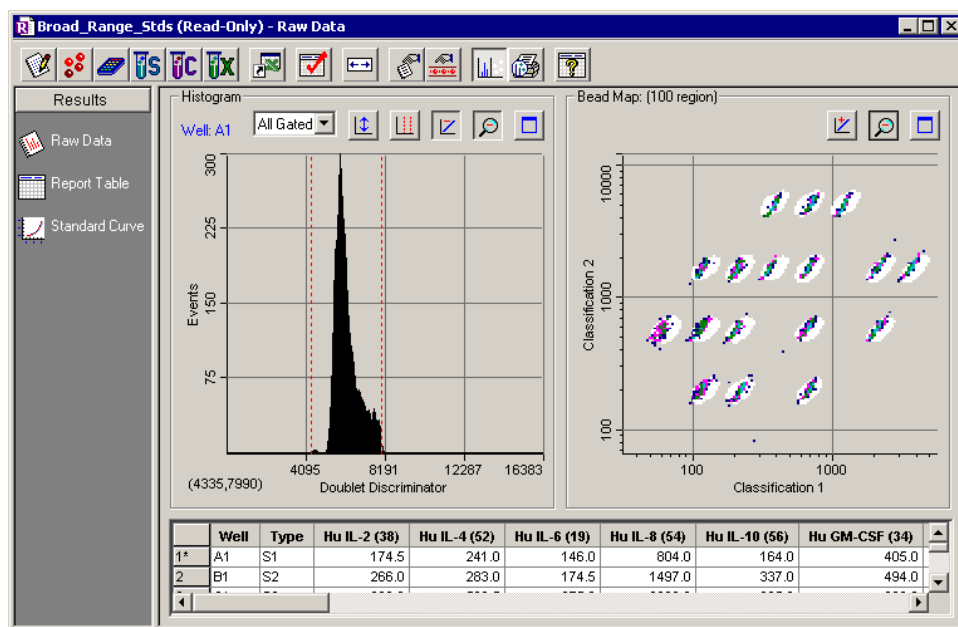 Broad_Range_Stds (Read-Only) - Raw Data
S C X
Results
Raw Data
Report Table
Standard Curve
Histogram
Well: A1
All Gated
Events
300
225
150
75
4095 8191 12287 16383
(4335,7990)
Doublet Discriminator
Bead Map: (100 region)
Classification 2
10000
1000
100
100 1000
Classification 1
Well Type Hu IL-2 (38) Hu IL-4 (52) Hu IL-6 (19) Hu IL-8 (54) Hu IL-10 (56) Hu GM-CSF (34)
1* A1 S1 174.5 241.0 146.0 804.0 164.0 405.0
2 B1 S2 266.0 283.0 174.5 1497.0 337.0 494.0